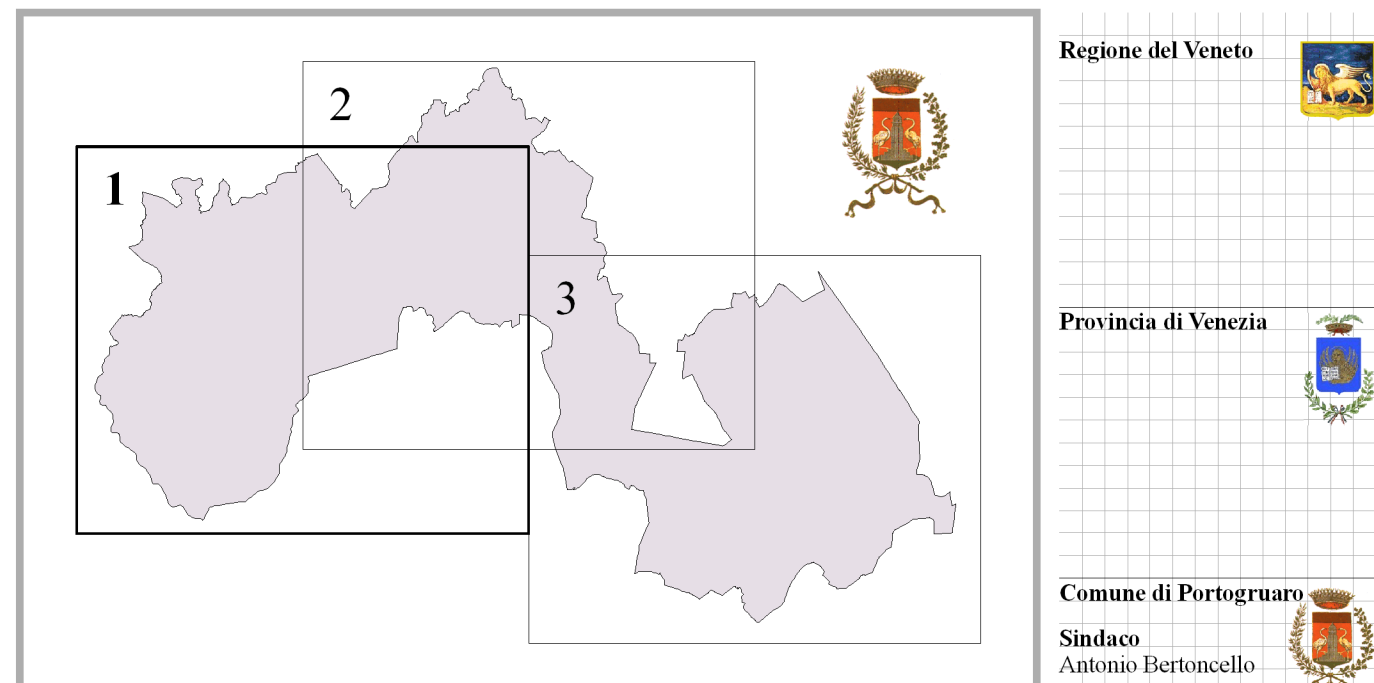 1
2
3
Regione del Veneto
Provincia di Venezia
Comune di Portogruaro
Sindaco
Antonio Bertoncello